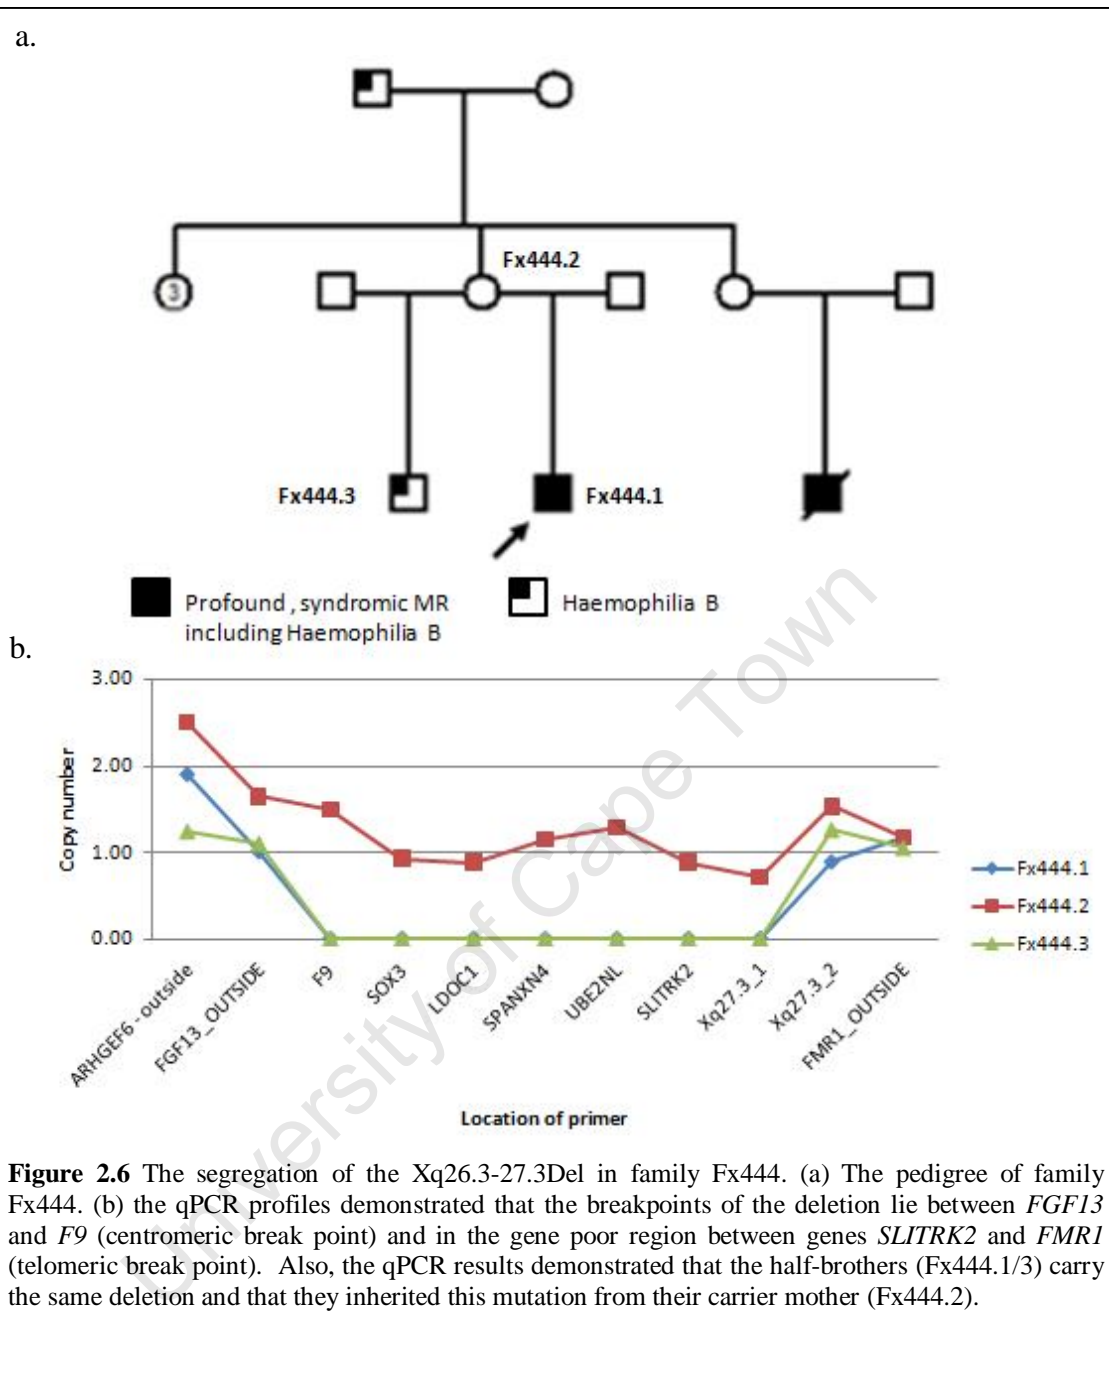 a.
Fx444.2
3
Fx444.3
Fx444.1
Profound, syndromic MR
including Haemophilia B
Haemophilia B
b.
3.00
2.00
1.00
0.00
Copy number
ARHGEF6 - outside
FGF13_OUTSIDE
F9
SOX3
LDOC1
SPANXN4
UBE2NL
SLITRK2
Xq27.3_1
Xq27.3_2
FMR1_OUTSIDE
Location of primer
Fx444.1
Fx444.2
Fx444.3
University of Cape Town
Figure 2.6 The segregation of the Xq26.3-27.3Del in family Fx444. (a) The pedigree of family
Fx444. (b) the qPCR profiles demonstrated that the breakpoints of the deletion lie between FGF13
and F9 (centromeric break point) and in the gene poor region between genes SLITRK2 and FMR1
(telomeric break point). Also, the qPCR results demonstrated that the half-brothers (Fx444.1/3) carry
the same deletion and that they inherited this mutation from their carrier mother (Fx444.2).